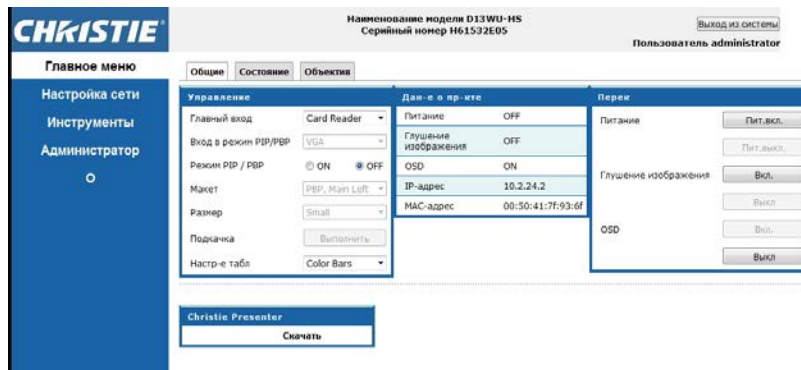 CHRISTIE
Наименование модели D13WU-HS
Серийный номер H61532E05
Выход из системы
Пользователь administrator
Главное меню
Настройка сети
Инструменты
Администратор
О
Общие
Состояние
Объектив
Управление
Главный вход Card Reader
Вход в режим PIP/PBP VGA
Режим PIP / PBP ON OFF
Макет PBP, Main Left
Размер Small
Подкачка Выполнить
Настр-е табл Color Bars
Дан-е о пр-кте
Питание OFF
Глушение
изображения OFF
OSD ON
IP-адрес 10.2.24.2
MAC-адрес 00:50:41:7f:93:6f
Перек
Питание Пит.вкл.
Пит.выкл.
Глушение изображения Вкл.
Выкл
OSD Вкл.
Выкл
Christie Presenter
Скачать